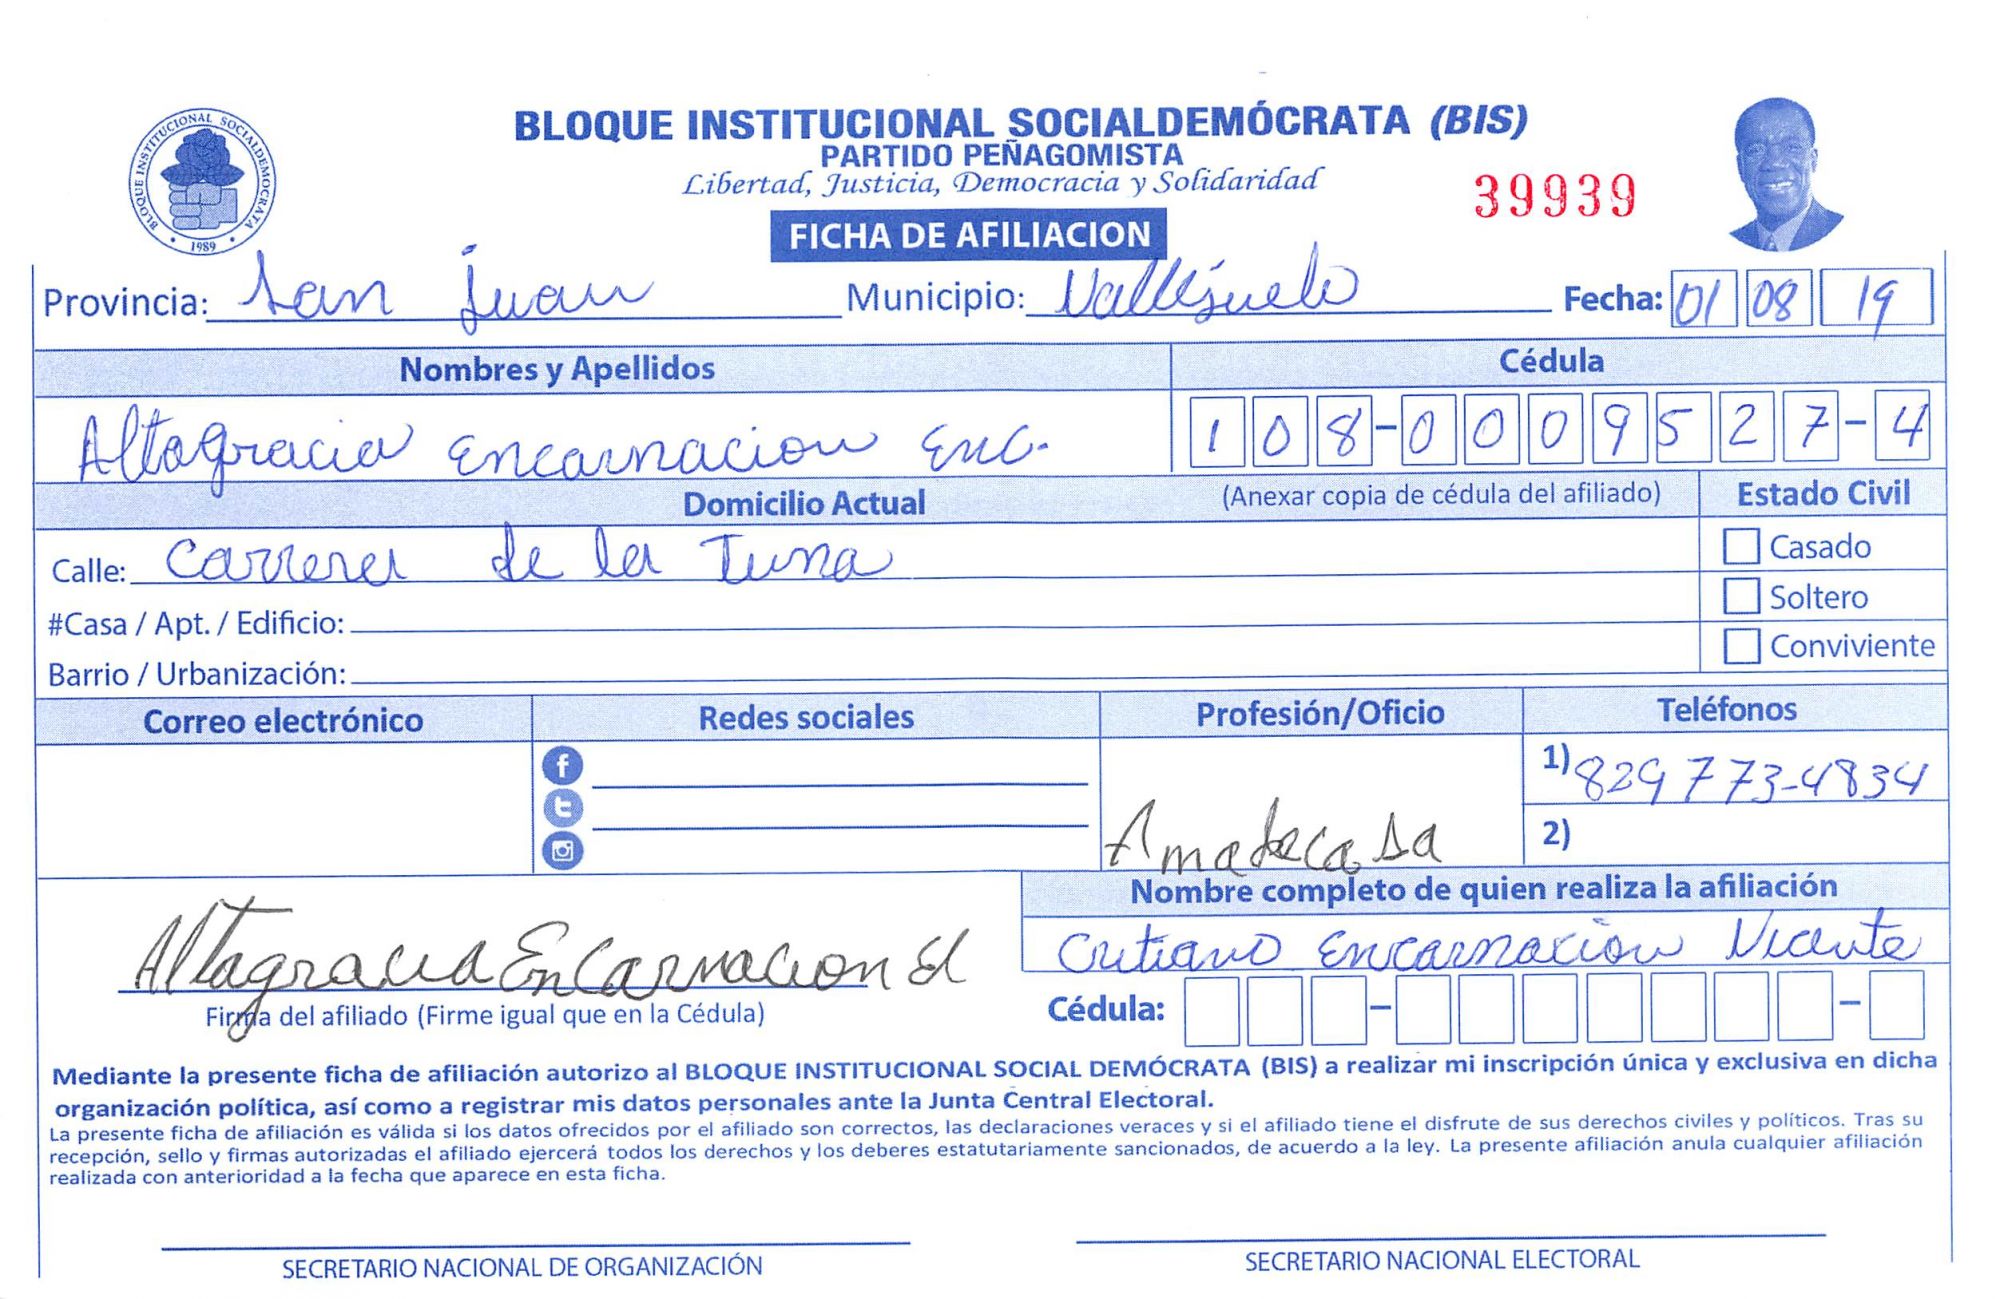 BLOQUE INSTITUCIONAL SOCIALDEMÓCRATA (BIS)
PARTIDO PEÑAGOMISTA
Libertad, Justicia, Democracia y Solidaridad
39939
BLOQUE INSTITUCIONAL SOCIALDEMOCRATA
• 1989 •
FICHA DE AFILIACION
Provincia: San Juan Municipio: Vallejuelo Fecha: 01 08 19
Nombres y Apellidos Cédula
Altagracia Encarnacion Enc. 108-0009527-4
Domicilio Actual (Anexar copia de cédula del afiliado) Estado Civil
Calle: Carrera de la Tuna Casado
#Casa / Apt. / Edificio: Soltero
Barrio / Urbanización: Conviviente
Correo electrónico Redes sociales Profesión/Oficio Teléfonos
1) 829 773-4834
Amadecasa 2)
Nombre completo de quien realiza la afiliación
Critiano Encarnacion Vicente
Altagracia Encarnacion E
Firma del afiliado (Firme igual que en la Cédula) Cédula:
Mediante la presente ficha de afiliación autorizo al BLOQUE INSTITUCIONAL SOCIAL DEMÓCRATA (BIS) a realizar mi inscripción única y exclusiva en dicha
organización política, así como a registrar mis datos personales ante la Junta Central Electoral.
La presente ficha de afiliación es válida si los datos ofrecidos por el afiliado son correctos, las declaraciones veraces y si el afiliado tiene el disfrute de sus derechos civiles y políticos. Tras su
recepción, sello y firmas autorizadas el afiliado ejercerá todos los derechos y los deberes estatutariamente sancionados, de acuerdo a la ley. La presente afiliación anula cualquier afiliación
realizada con anterioridad a la fecha que aparece en esta ficha.
SECRETARIO NACIONAL DE ORGANIZACIÓN SECRETARIO NACIONAL ELECTORAL